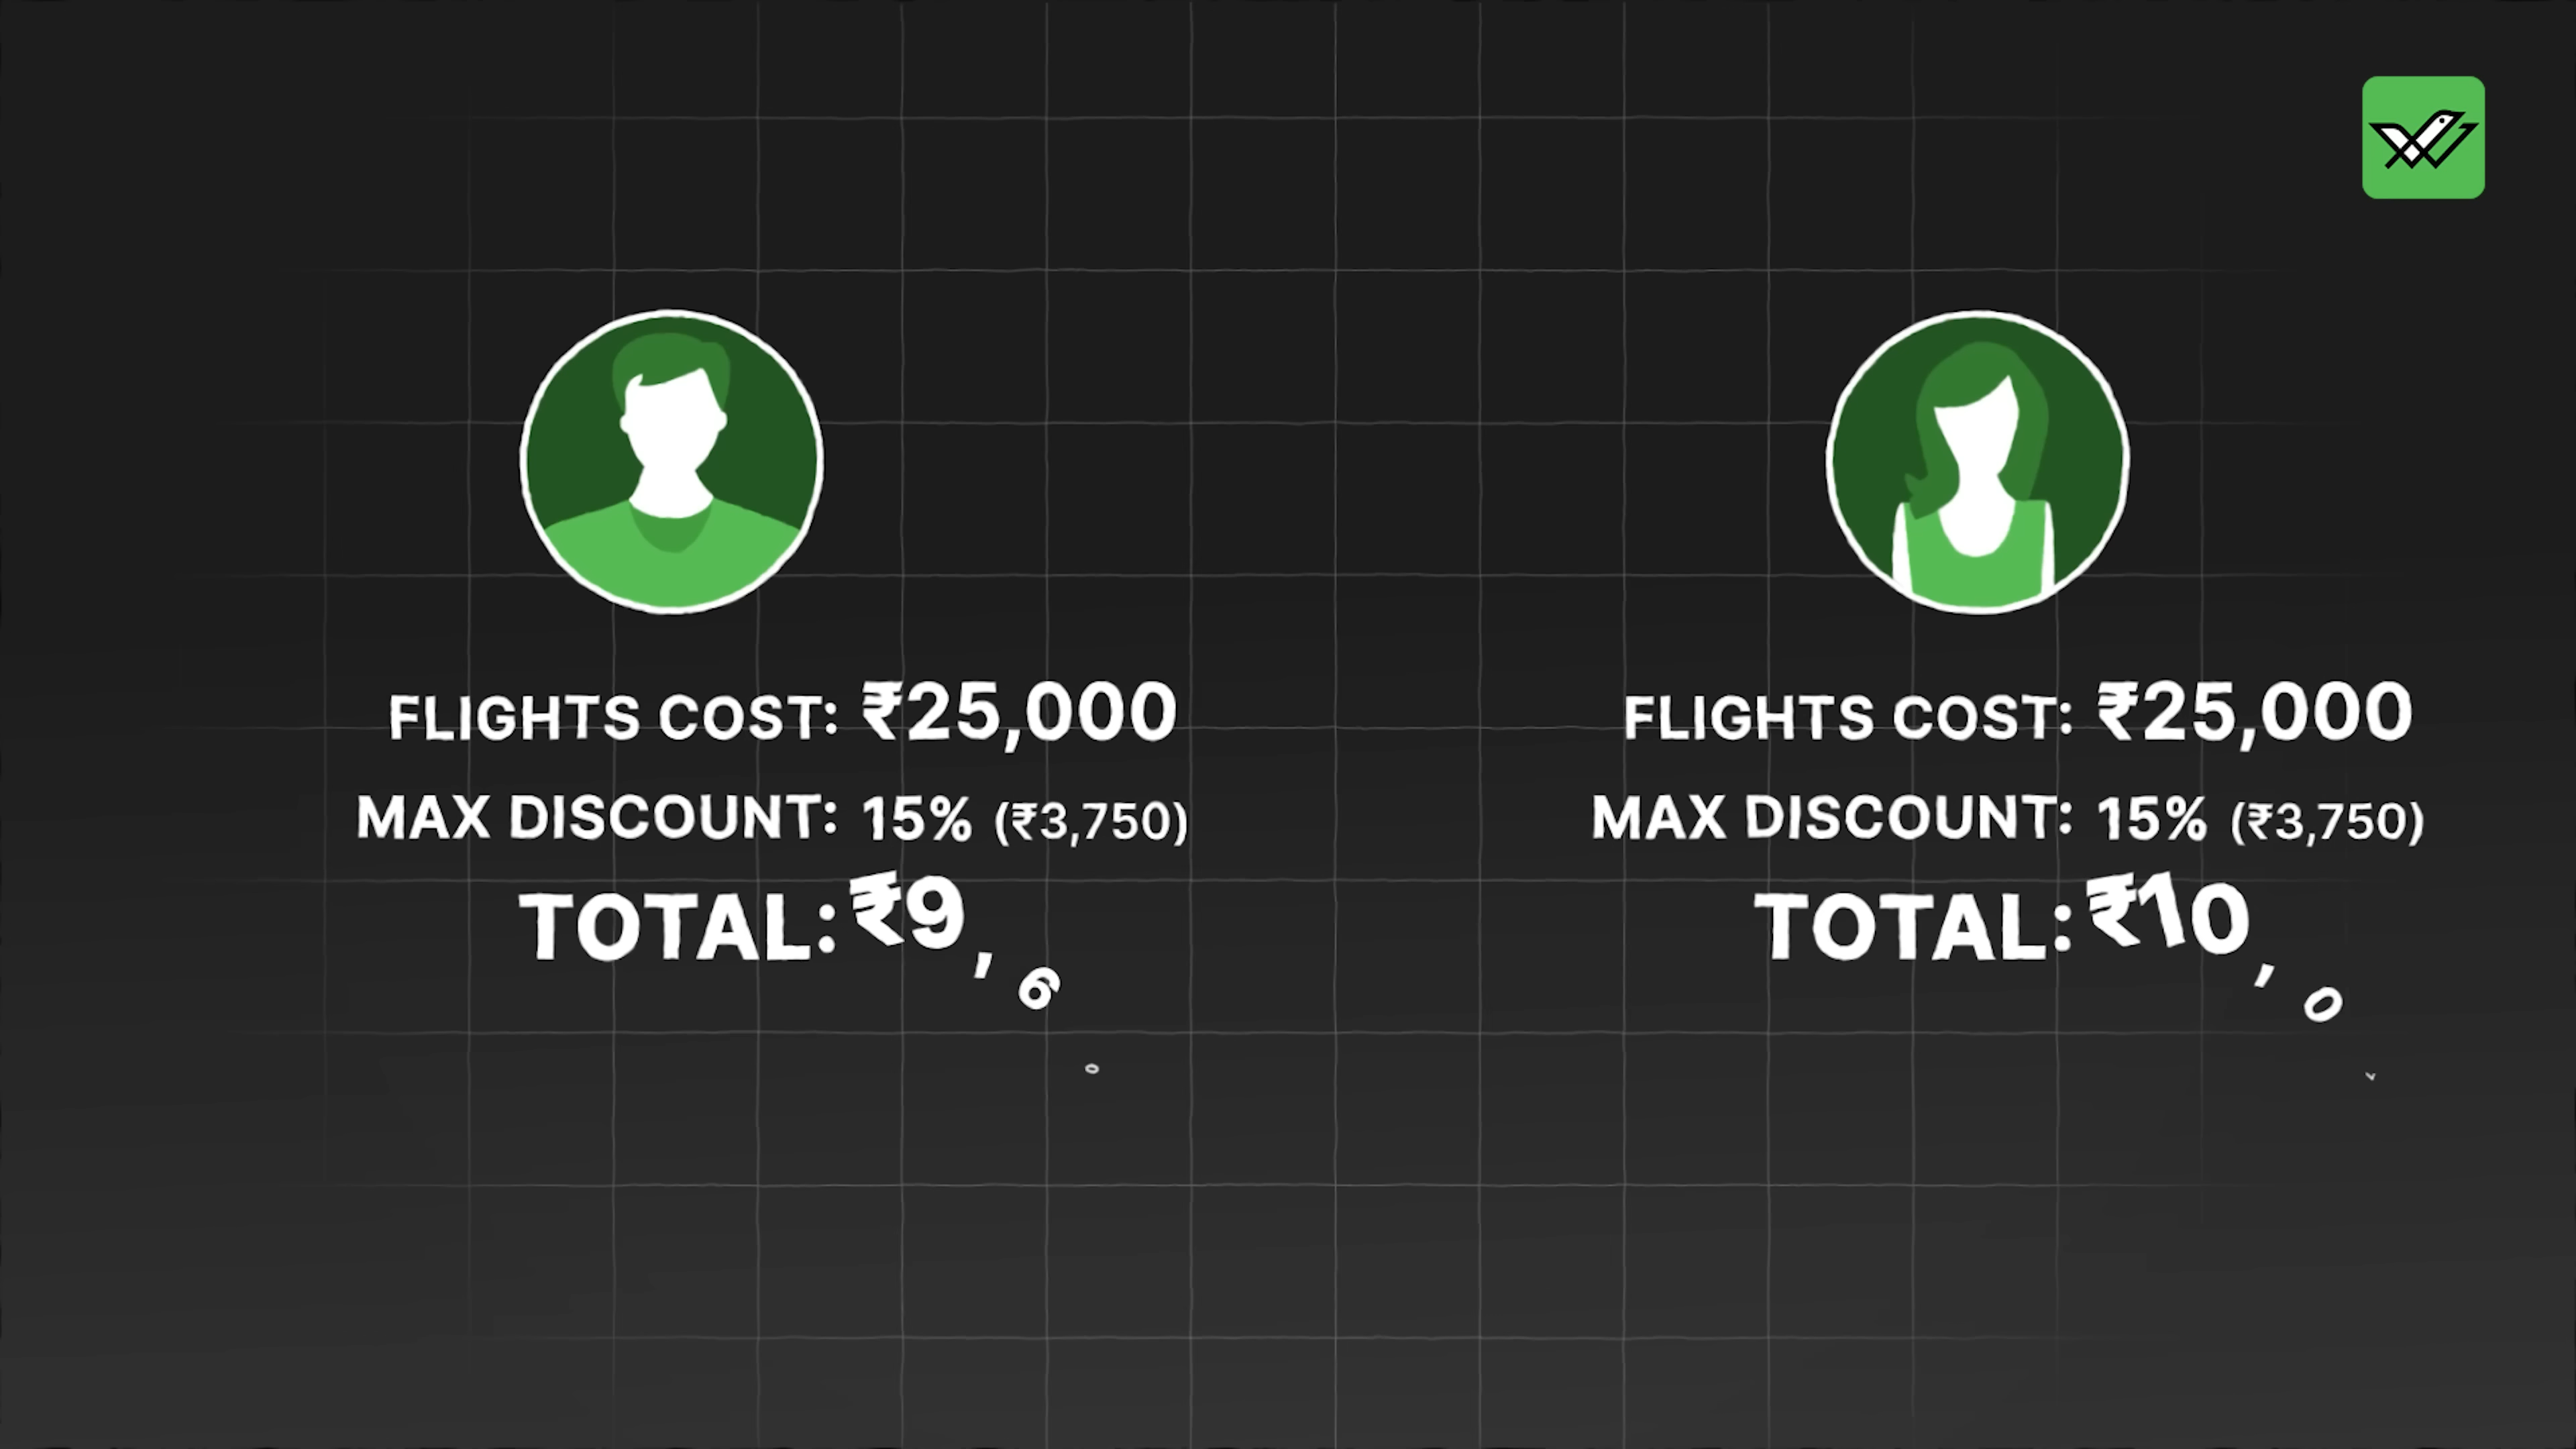 FLIGHTS COST: ₹25,000
MAX DISCOUNT: 15% (₹3,750)
TOTAL: ₹9,6
FLIGHTS COST: ₹25,000
MAX DISCOUNT: 15% (₹3,750)
TOTAL: ₹10,0